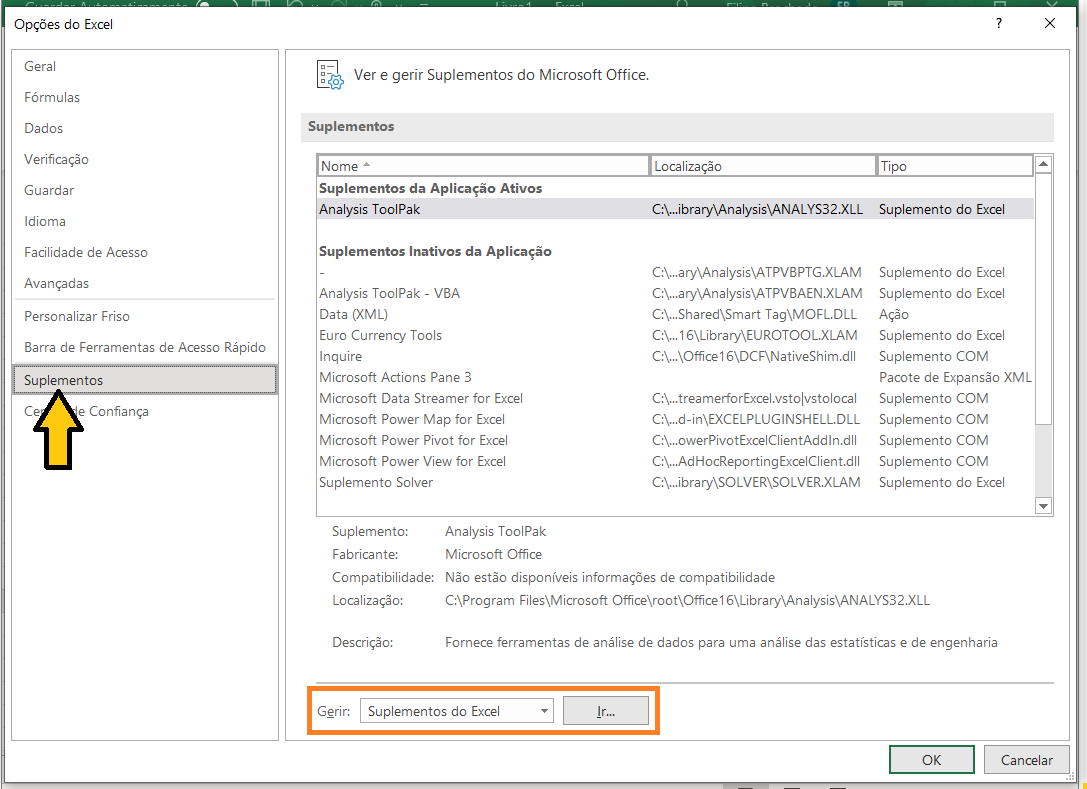 Opções do Excel
?
Geral
Fórmulas
Dados
Verificação
Guardar
Idioma
Facilidade de Acesso
Avançadas
Personalizar Friso
Barra de Ferramentas de Acesso Rápido
Suplementos
de Confiança
Ver e gerir Suplementos do Microsoft Office.
Suplementos
Nome Localização Tipo
Suplementos da Aplicação Ativos
Analysis ToolPak C:\...ibrary\Analysis\ANALYS32.XLL Suplemento do Excel
Suplementos Inativos da Aplicação
- C:\...ary\Analysis\ATPVBPTG.XLAM Suplemento do Excel
Analysis ToolPak - VBA C:\...ary\Analysis\ATPVBAEN.XLAM Suplemento do Excel
Data (XML) C:\...Shared\Smart Tag\MOFL.DLL Ação
Euro Currency Tools C:\...16\Library\EUROTOOL.XLAM Suplemento do Excel
Inquire C:\...\Office16\DCF\NativeShim.dll Suplemento COM
Microsoft Actions Pane 3 Pacote de Expansão XML
Microsoft Data Streamer for Excel C:\...treamerforExcel.vsto|vstolocal Suplemento COM
Microsoft Power Map for Excel C:\...d-in\EXCELPLUGINSHELL.DLL Suplemento COM
Microsoft Power Pivot for Excel C:\...owerPivotExcelClientAddIn.dll Suplemento COM
Microsoft Power View for Excel C:\...AdHocReportingExcelClient.dll Suplemento COM
Suplemento Solver C:\...ibrary\SOLVER\SOLVER.XLAM Suplemento do Excel
Suplemento: Analysis ToolPak
Fabricante: Microsoft Office
Compatibilidade: Não estão disponíveis informações de compatibilidade
Localização: C:\Program Files\Microsoft Office\root\Office16\Library\Analysis\ANALYS32.XLL
Descrição: Fornece ferramentas de análise de dados para uma análise das estatísticas e de engenharia
Gerir: Suplementos do Excel Ir...
OK Cancelar